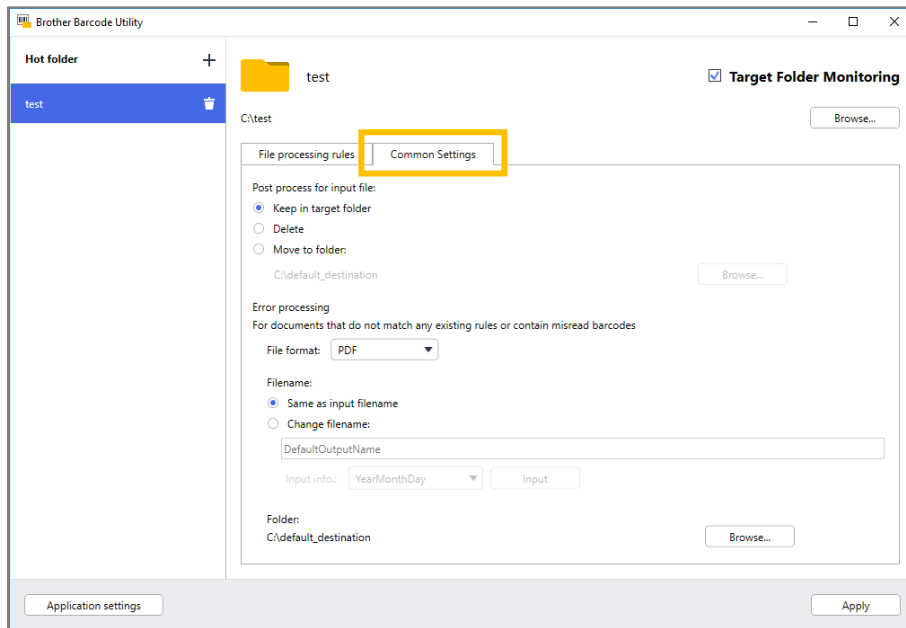 Brother Barcode Utility
Hot folder
test
test
Target Folder Monitoring
C:\test
Browse...
File processing rules
Common Settings
Post process for input file:
Keep in target folder
Delete
Move to folder:
C:\default_destination
Browse...
Error processing
For documents that do not match any existing rules or contain misread barcodes
File format: PDF
Filename:
Same as input filename
Change filename:
DefaultOutputName
Input info.: YearMonthDay Input
Folder:
C:\default_destination
Browse...
Application settings
Apply